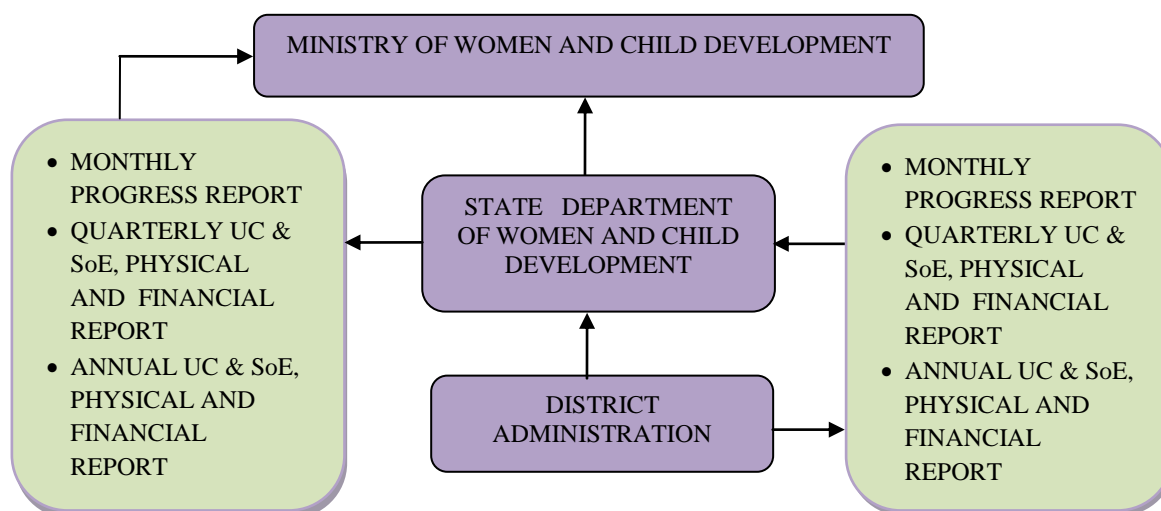 MINISTRY OF WOMEN AND CHILD DEVELOPMENT
• MONTHLY
PROGRESS REPORT
• QUARTERLY UC &
SoE, PHYSICAL
AND FINANCIAL
REPORT
• ANNUAL UC & SoE,
PHYSICAL AND
FINANCIAL
REPORT
STATE DEPARTMENT
OF WOMEN AND CHILD
DEVELOPMENT
DISTRICT
ADMINISTRATION
• MONTHLY
PROGRESS REPORT
• QUARTERLY UC &
SoE, PHYSICAL
AND FINANCIAL
REPORT
• ANNUAL UC & SoE,
PHYSICAL AND
FINANCIAL
REPORT